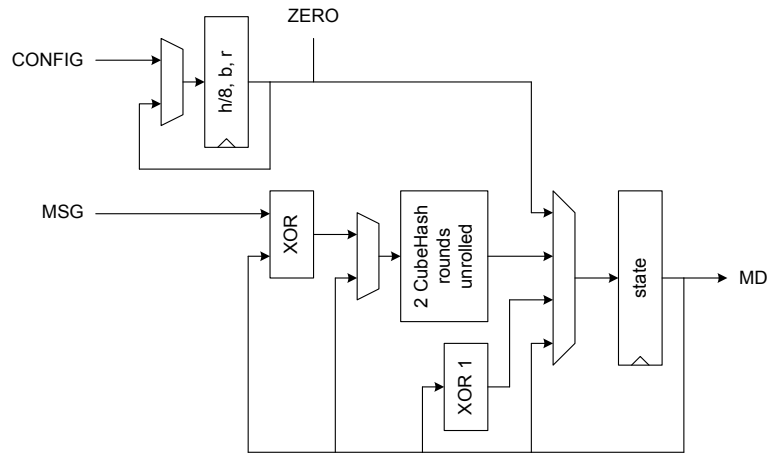 ZERO
CONFIG
h/8, b, r
MSG
XOR
2 CubeHash
rounds
unrolled
state
MD
XOR 1